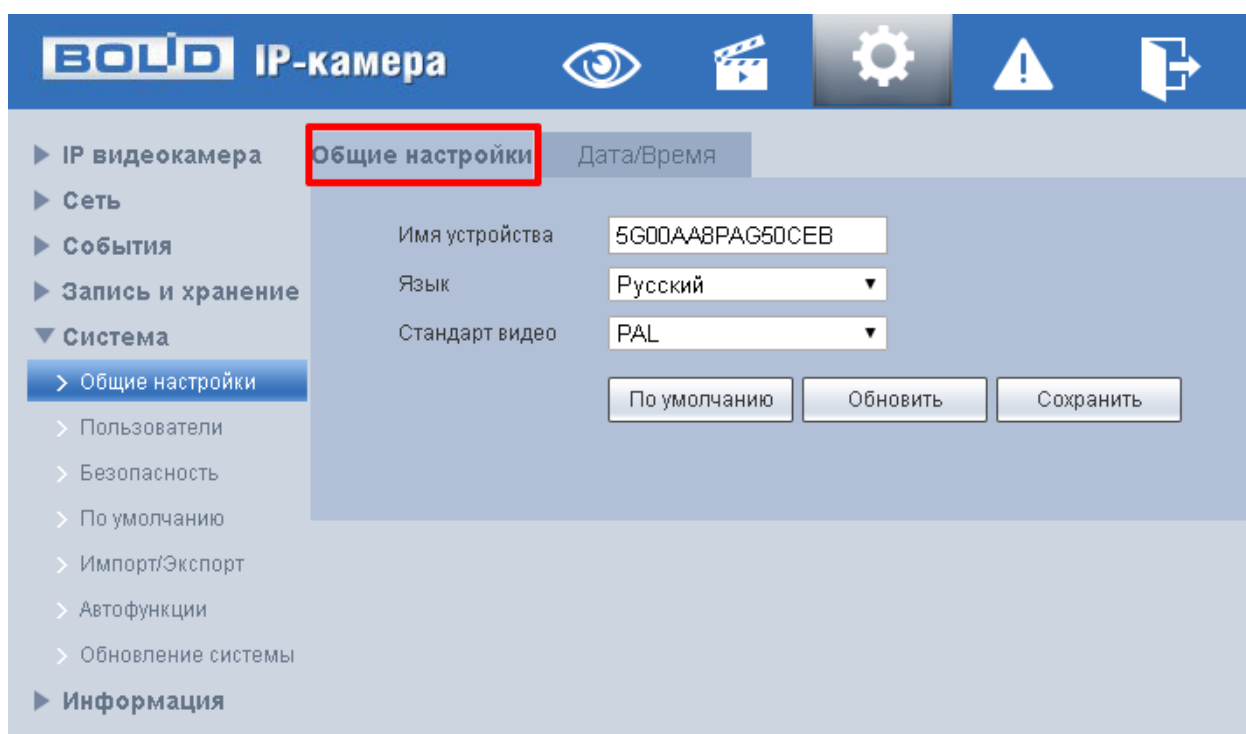 BOLID IP-камера
IP видеокамера
Сеть
События
Запись и хранение
Система
Общие настройки
Пользователи
Безопасность
По умолчанию
Импорт/Экспорт
Автофункции
Обновление системы
Информация
Общие настройки Дата/Время
Имя устройства 5G00AA8PAG50CEB
Язык Русский
Стандарт видео PAL
По умолчанию Обновить Сохранить